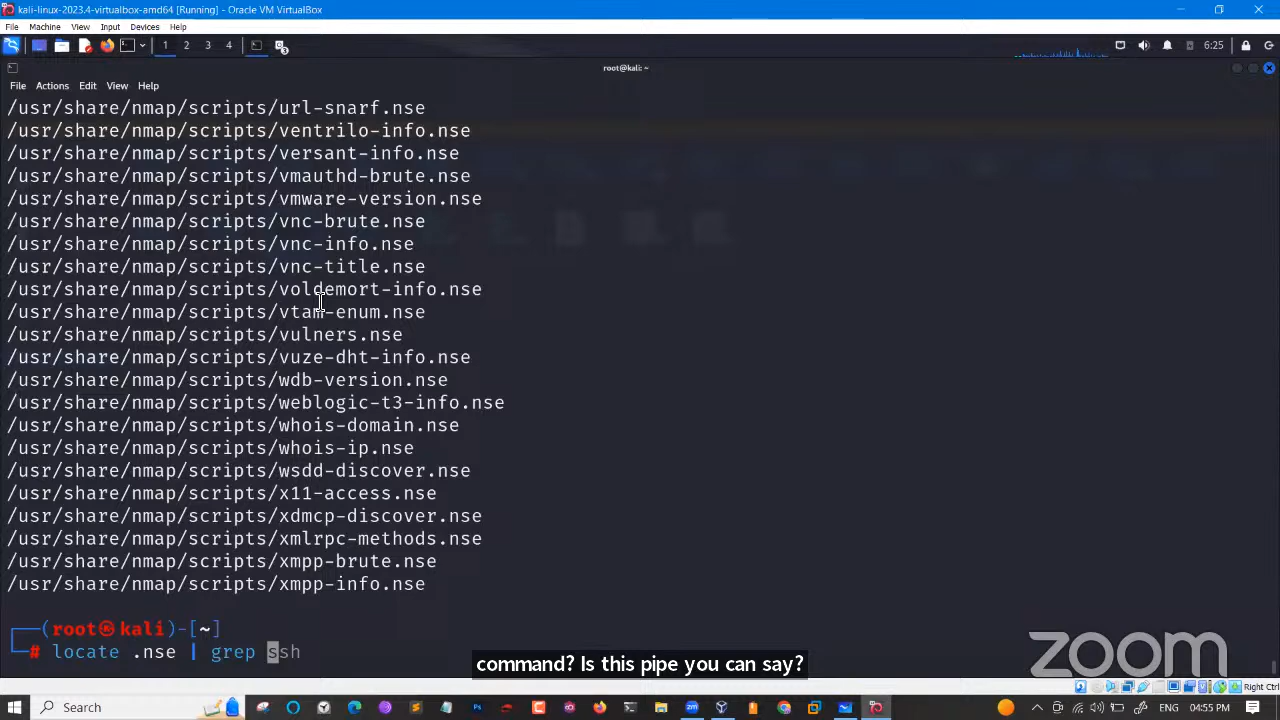 kali-linux-2023.4-virtualbox-amd64 [Running] - Oracle VM VirtualBox
File Machine View Input Devices Help
1 2 3 4 6:25
root@kali: ~
File Actions Edit View Help
/usr/share/nmap/scripts/url-snarf.nse
/usr/share/nmap/scripts/ventrilo-info.nse
/usr/share/nmap/scripts/versant-info.nse
/usr/share/nmap/scripts/vmauthd-brute.nse
/usr/share/nmap/scripts/vmware-version.nse
/usr/share/nmap/scripts/vnc-brute.nse
/usr/share/nmap/scripts/vnc-info.nse
/usr/share/nmap/scripts/vnc-title.nse
/usr/share/nmap/scripts/voldemort-info.nse
/usr/share/nmap/scripts/vtam-enum.nse
/usr/share/nmap/scripts/vulners.nse
/usr/share/nmap/scripts/vuze-dht-info.nse
/usr/share/nmap/scripts/wdb-version.nse
/usr/share/nmap/scripts/weblogic-t3-info.nse
/usr/share/nmap/scripts/whois-domain.nse
/usr/share/nmap/scripts/whois-ip.nse
/usr/share/nmap/scripts/wsdd-discover.nse
/usr/share/nmap/scripts/x11-access.nse
/usr/share/nmap/scripts/xdmcp-discover.nse
/usr/share/nmap/scripts/xmlrpc-methods.nse
/usr/share/nmap/scripts/xmpp-brute.nse
/usr/share/nmap/scripts/xmpp-info.nse
┌──(root㉿kali)-[~]
└─# locate .nse | grep ssh
command? Is this pipe you can say?
zoom
Right Ctrl
Search
ENG 04:55 PM